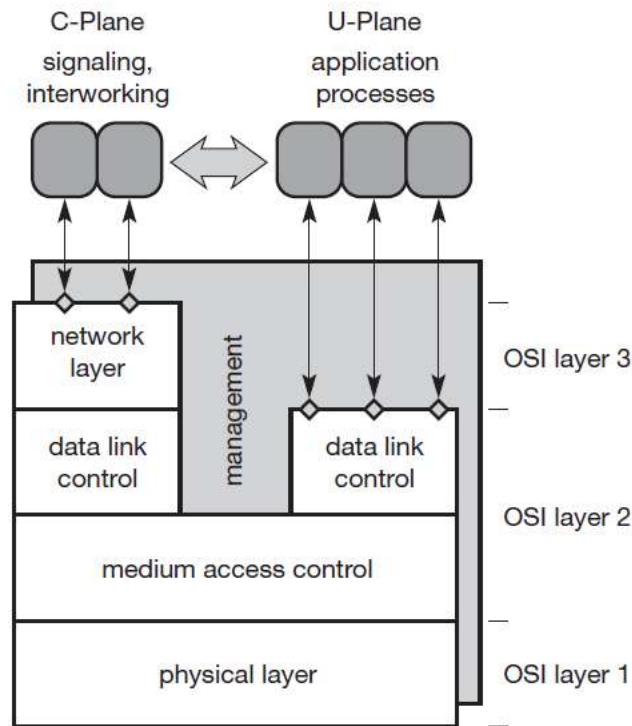 C-Plane
U-Plane
signaling,
interworking
application
processes
network
layer
OSI layer 3
management
data link
control
data link
control
OSI layer 2
medium access control
physical layer
OSI layer 1